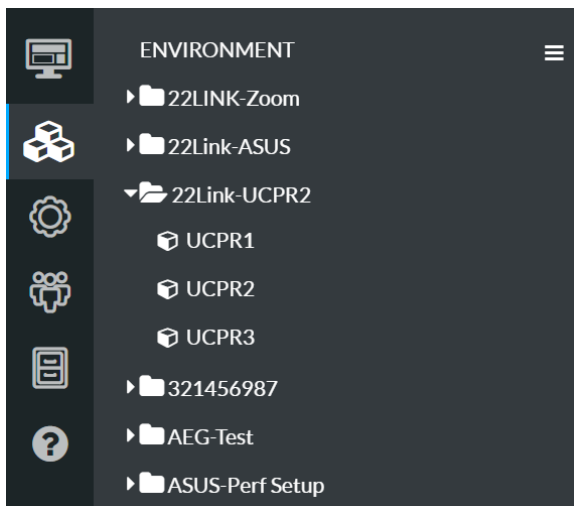 ENVIRONMENT
22LINK-Zoom
22Link-ASUS
22Link-UCPR2
UCPR1
UCPR2
UCPR3
321456987
AEG-Test
ASUS-Perf Setup
?